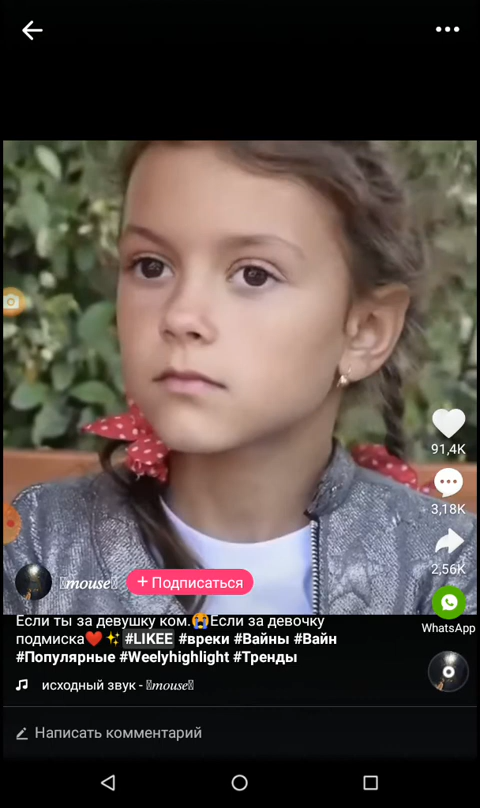 91,4K
3,18K
2,56K
mouse
+ Подписаться
WhatsApp
Если ты за девушку ком.😭Если за девочку
подписка❤️✨#LIKEE #вреки #Вайны #Вайн
#Популярные #Weelyhighlight #Тренды
исходный звук - mouse
Написать комментарий